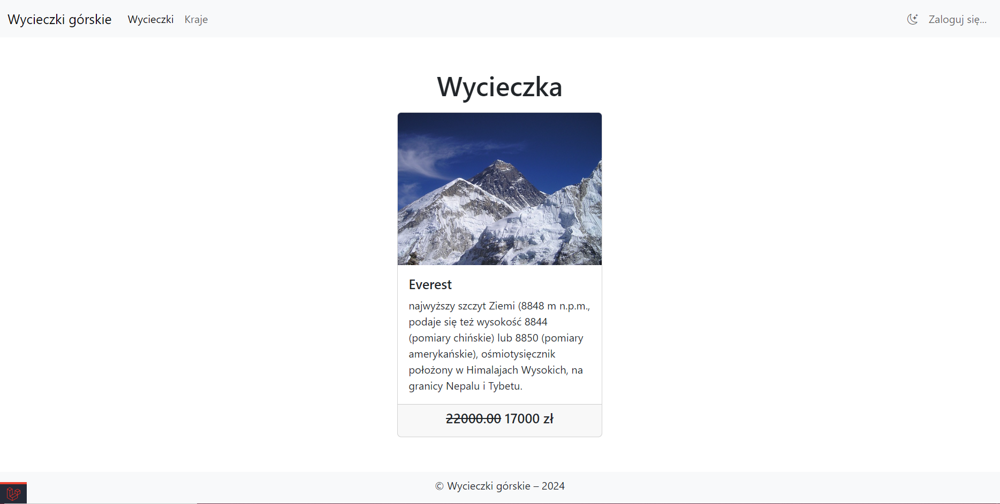 Wycieczki górskie Wycieczki Kraje Zaloguj się...
Wycieczka
Everest
najwyższy szczyt Ziemi (8848 m n.p.m.,
podaje się też wysokość 8844
(pomiary chińskie) lub 8850 (pomiary
amerykańskie), ośmiotysięcznik
położony w Himalajach Wysokich, na
granicy Nepalu i Tybetu.
22000.00 17000 zł
© Wycieczki górskie – 2024